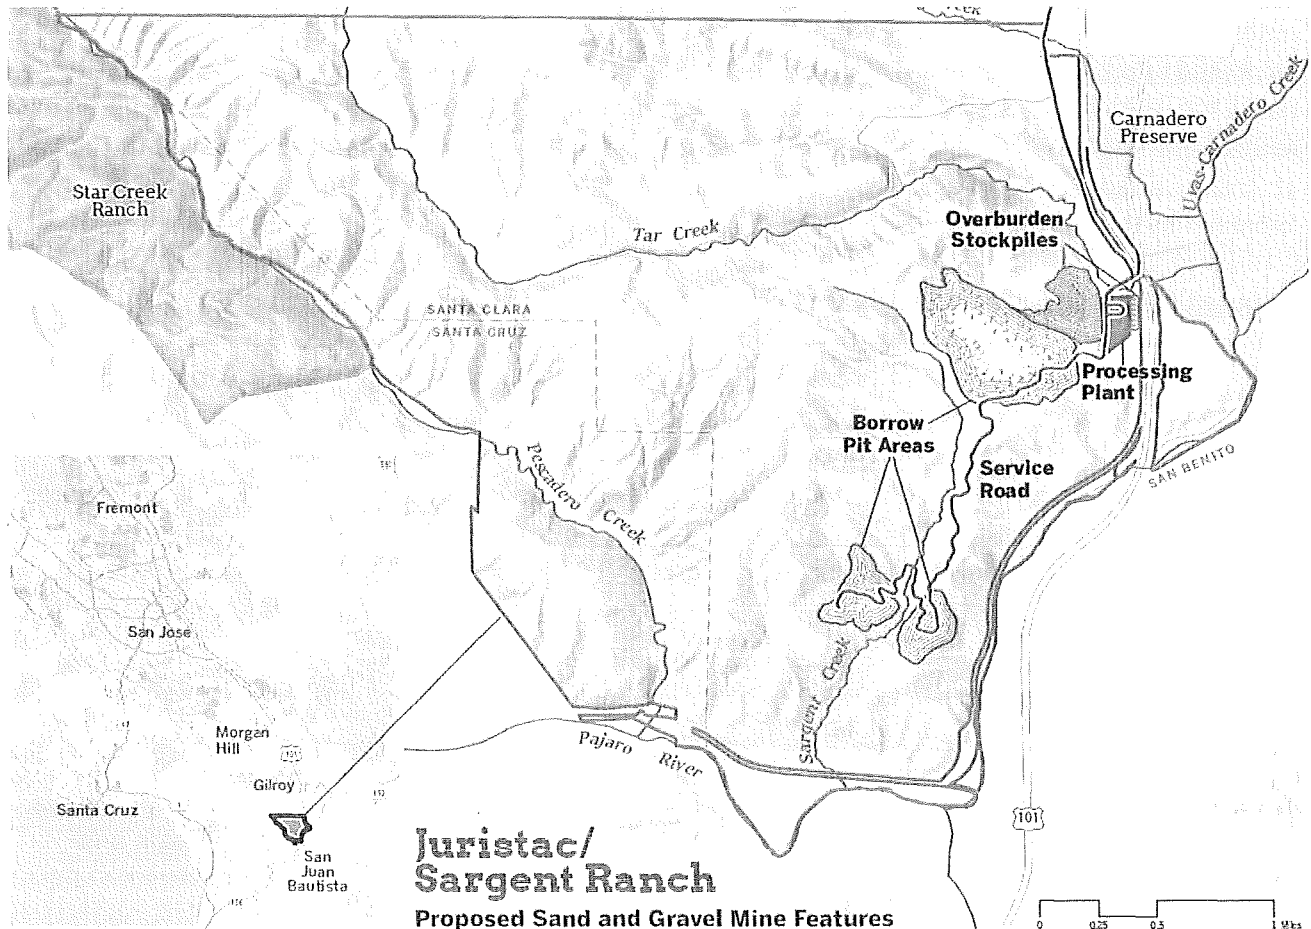 Carnadero
Preserve
Uvas-Carnadero Creek
Star Creek
Ranch
Overburden
Stockpiles
Tar Creek
SANTA CLARA
SANTA CRUZ
Processing
Plant
Borrow
Pit Areas
Service
Road
SAN BENITO
Pescadero Creek
Fremont
San Jose
Sargent Creek
Morgan
Hill
Pajaro River
101
Gilroy
Santa Cruz
101
San
Juan
Bautista
Juristac/
Sargent Ranch
Proposed Sand and Gravel Mine Features
0 0.25 0.5 1 Miles